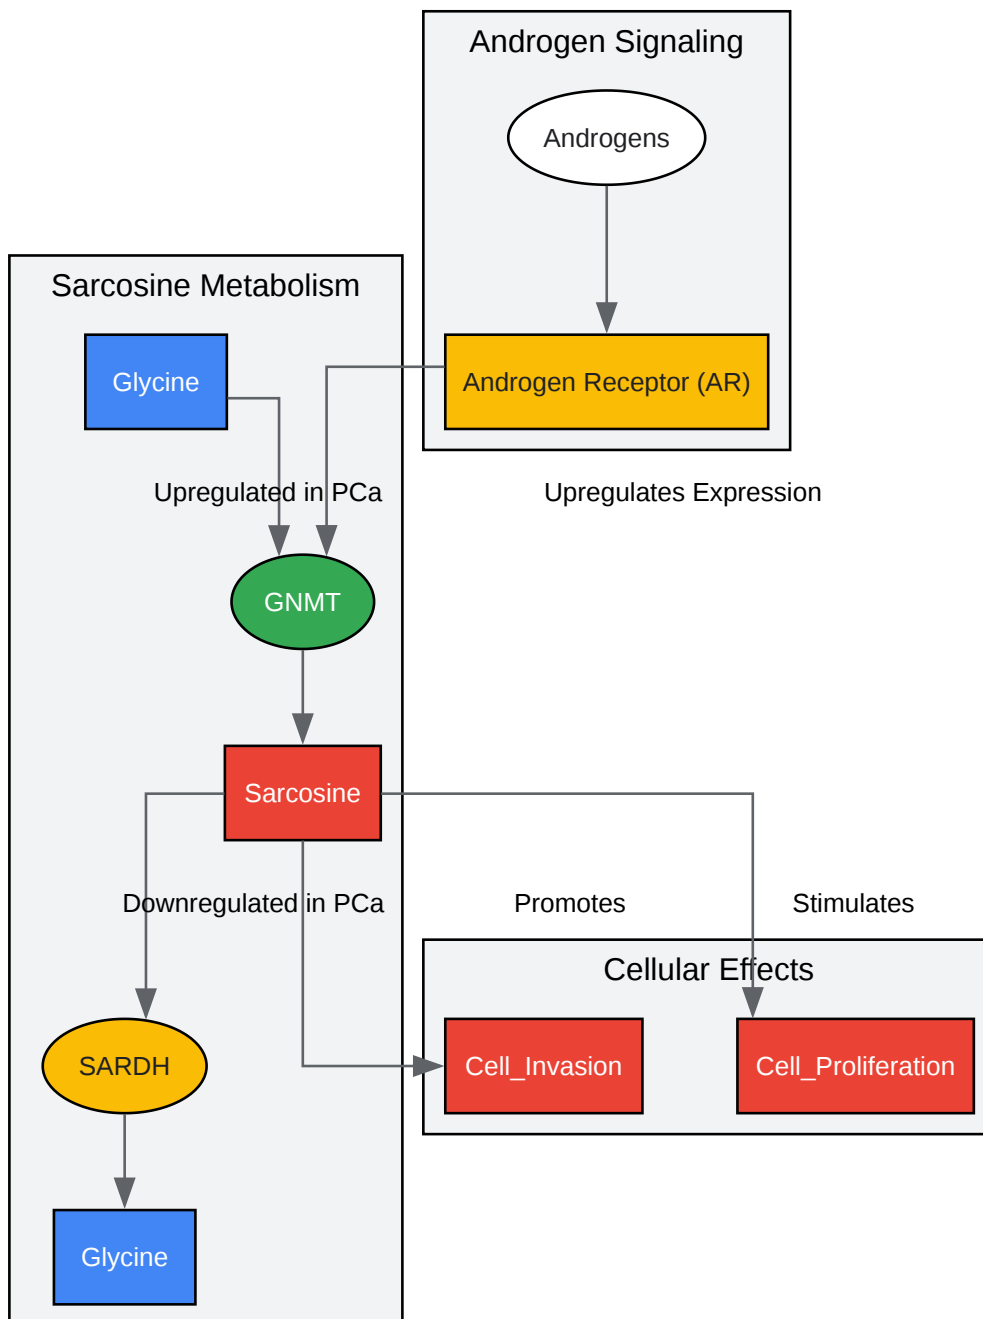 Androgen Signaling
Androgens
Sarcosine Metabolism
Glycine
Androgen Receptor (AR)
Upregulated in PCa
Upregulates Expression
GNMT
Sarcosine
Downregulated in PCa
Promotes
Stimulates
Cellular Effects
SARDH
Cell_Invasion
Cell_Proliferation
Glycine